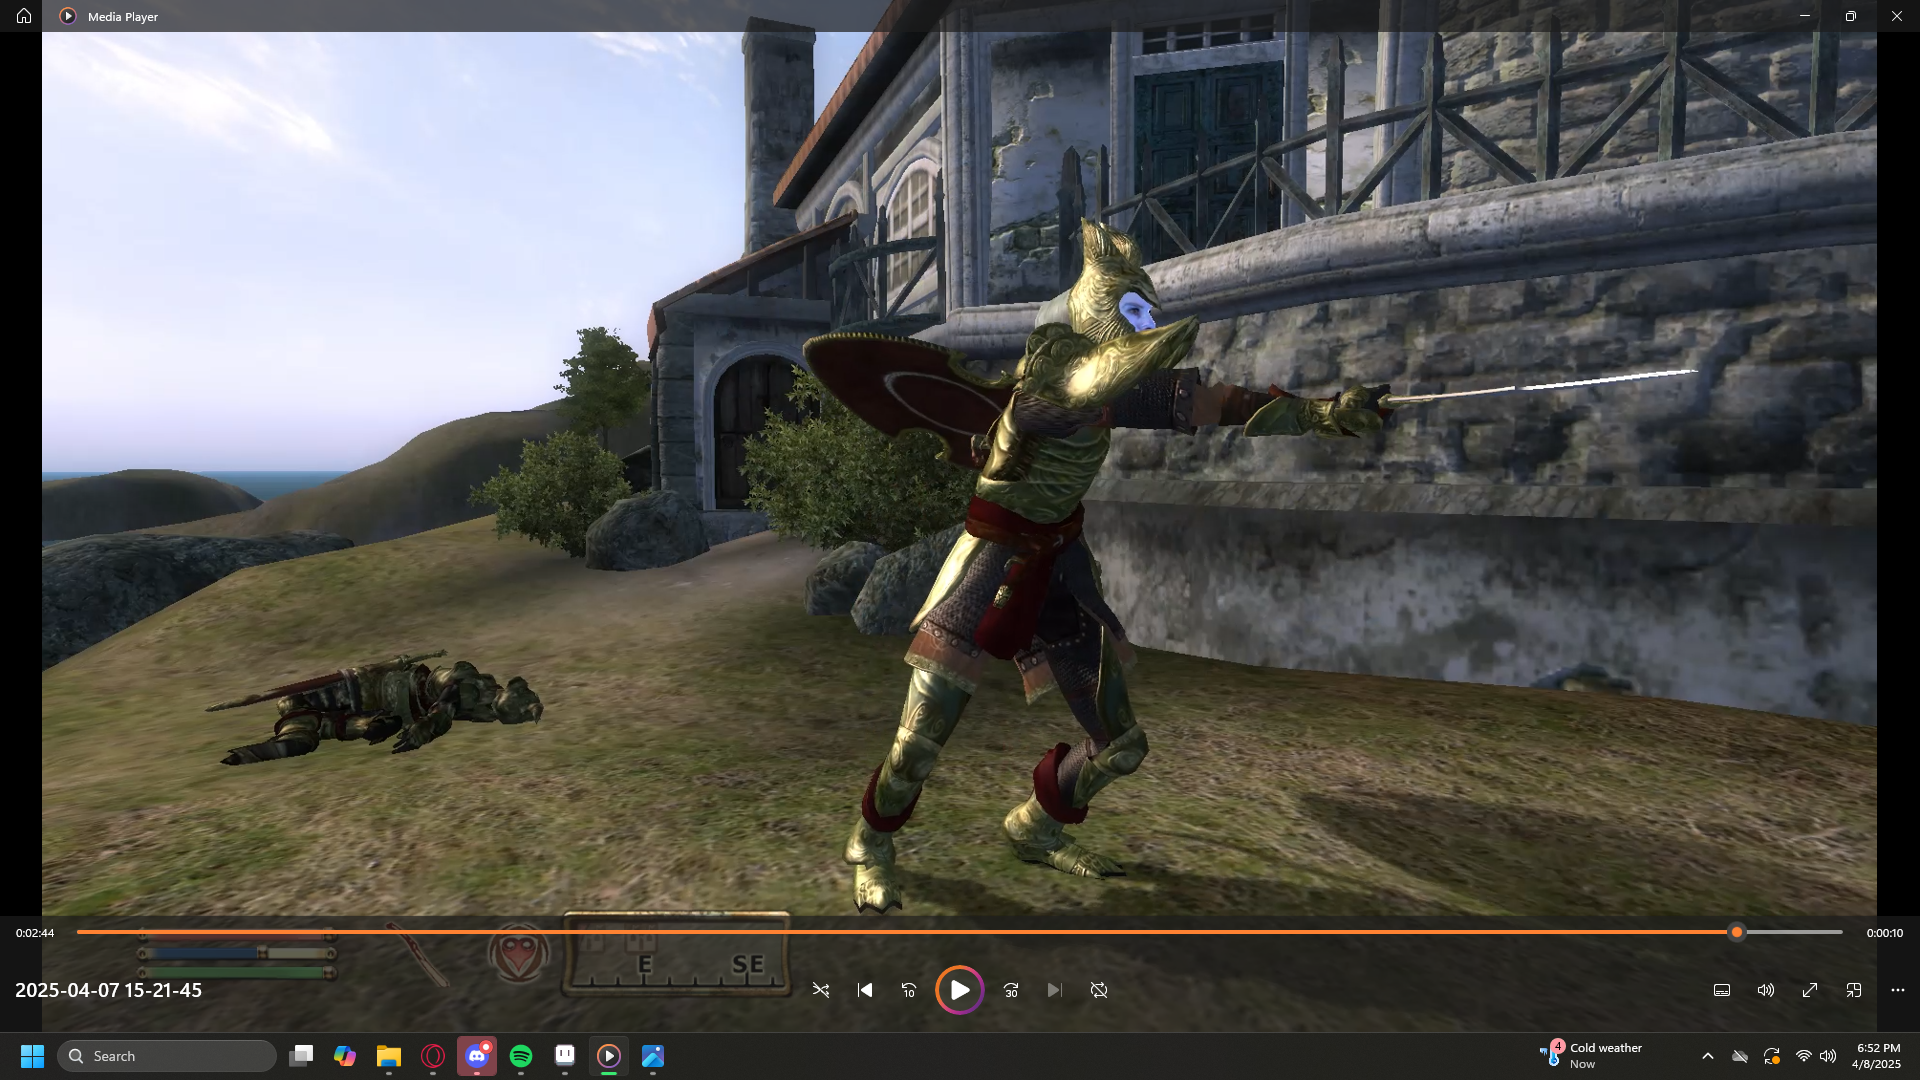 Media Player
E
SE
0:02:44
0:00:10
2025-04-07 15-21-45
10
30
Search
4
Cold weather
Now
6:52 PM
4/8/2025